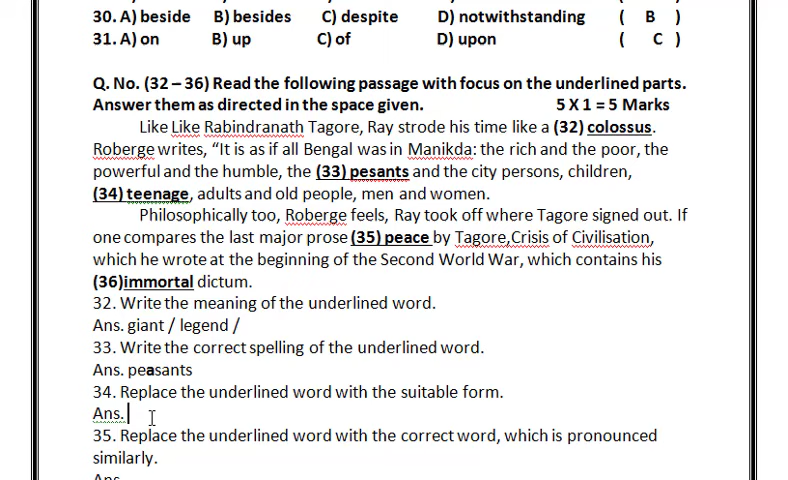 30. A) beside B) besides C) despite D) notwithstanding ( B )
31. A) on B) up C) of D) upon ( C )
Q. No. (32 – 36) Read the following passage with focus on the underlined parts.
Answer them as directed in the space given. 5 X 1 = 5 Marks
Like Like Rabindranath Tagore, Ray strode his time like a (32) colossus.
Roberge writes, “It is as if all Bengal was in Manikda: the rich and the poor, the
powerful and the humble, the (33) pesants and the city persons, children,
(34) teenage, adults and old people, men and women.
Philosophically too, Roberge feels, Ray took off where Tagore signed out. If
one compares the last major prose (35) peace by Tagore,Crisis of Civilisation,
which he wrote at the beginning of the Second World War, which contains his
(36)immortal dictum.
32. Write the meaning of the underlined word.
Ans. giant / legend /
33. Write the correct spelling of the underlined word.
Ans. peasants
34. Replace the underlined word with the suitable form.
Ans.
35. Replace the underlined word with the correct word, which is pronounced
similarly.
Ans